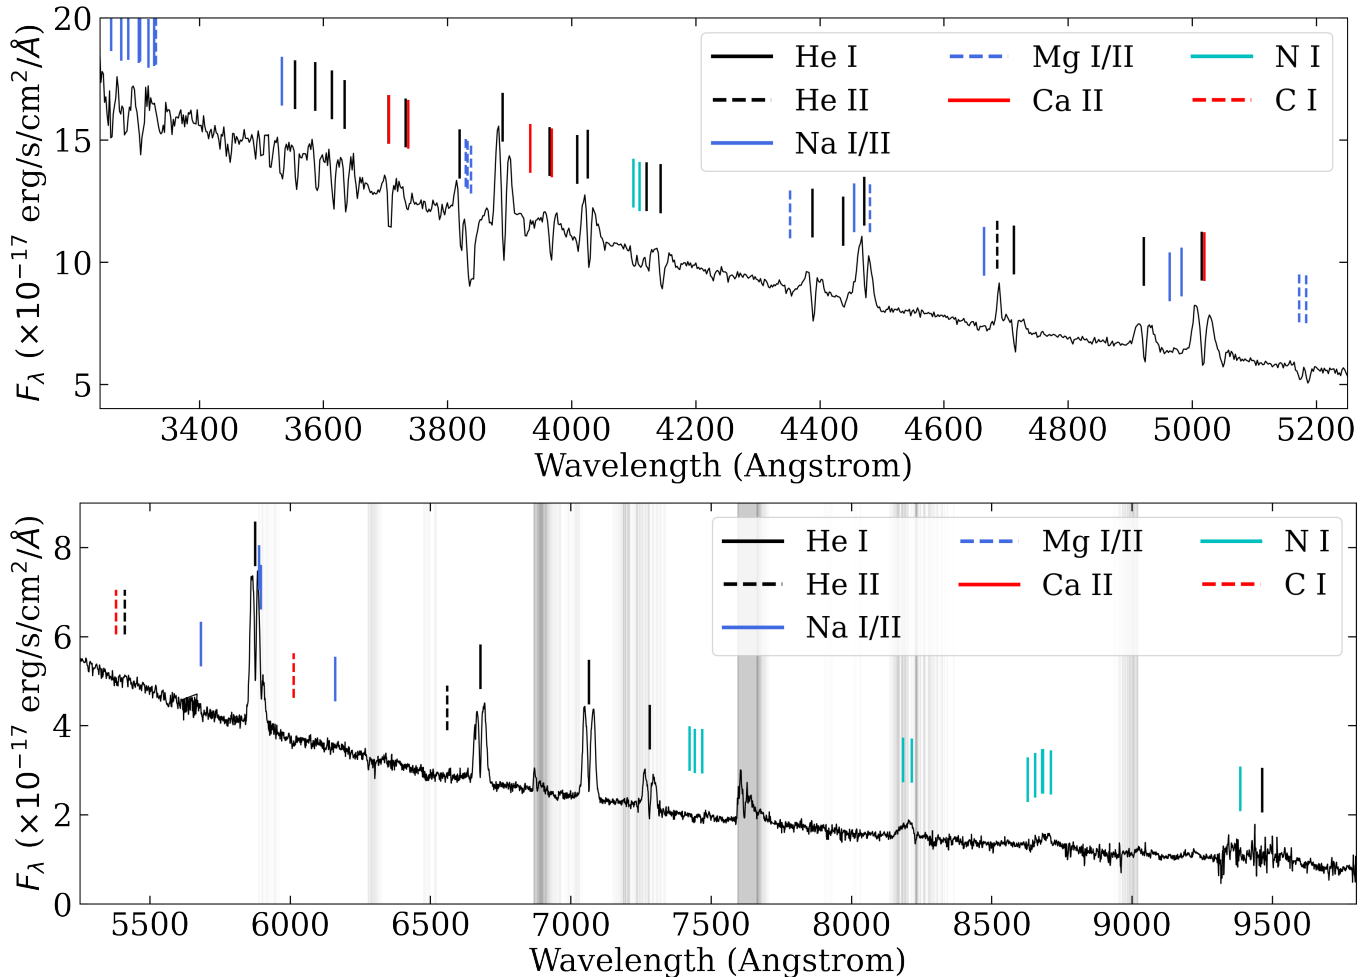 20
15
10
5
F_λ (×10⁻¹⁷ erg/s/cm²/Å)
He I
He II
Na I/II
Mg I/II
Ca II
N I
C I
3400 3600 3800 4000 4200 4400 4600 4800 5000 5200
Wavelength (Angstrom)
8
6
4
2
0
F_λ (×10⁻¹⁷ erg/s/cm²/Å)
He I
He II
Na I/II
Mg I/II
Ca II
N I
C I
5500 6000 6500 7000 7500 8000 8500 9000 9500
Wavelength (Angstrom)